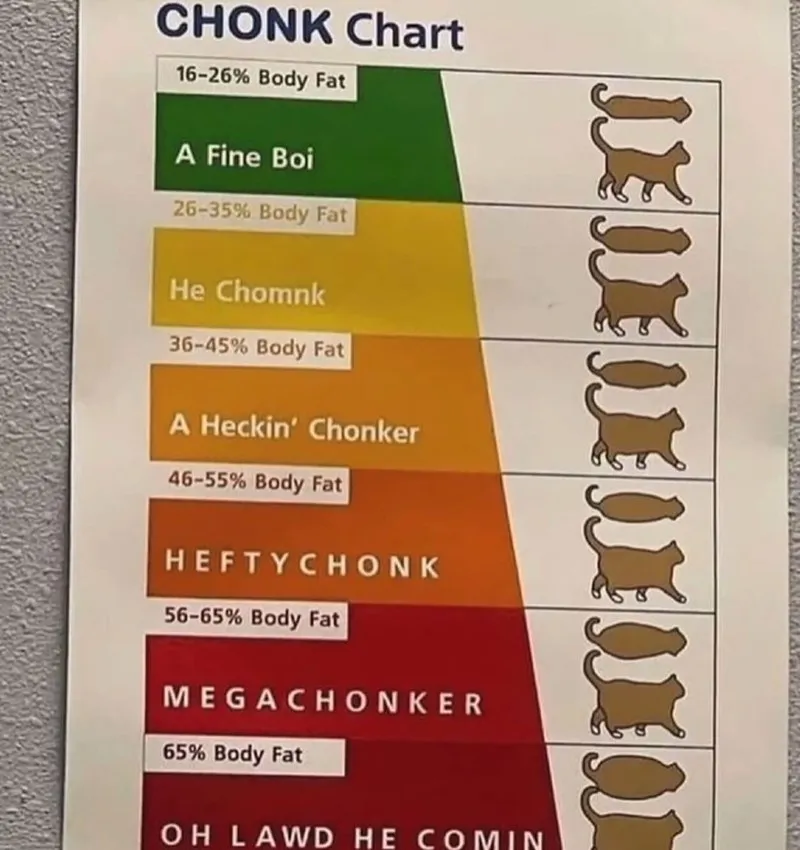 CHONK Chart
16-26% Body Fat
A Fine Boi
26-35% Body Fat
He Chomnk
36-45% Body Fat
A Heckin' Chonker
46-55% Body Fat
HEFTYCHONK
56-65% Body Fat
MEGACHONKER
65% Body Fat
OH LAWD HE COMIN